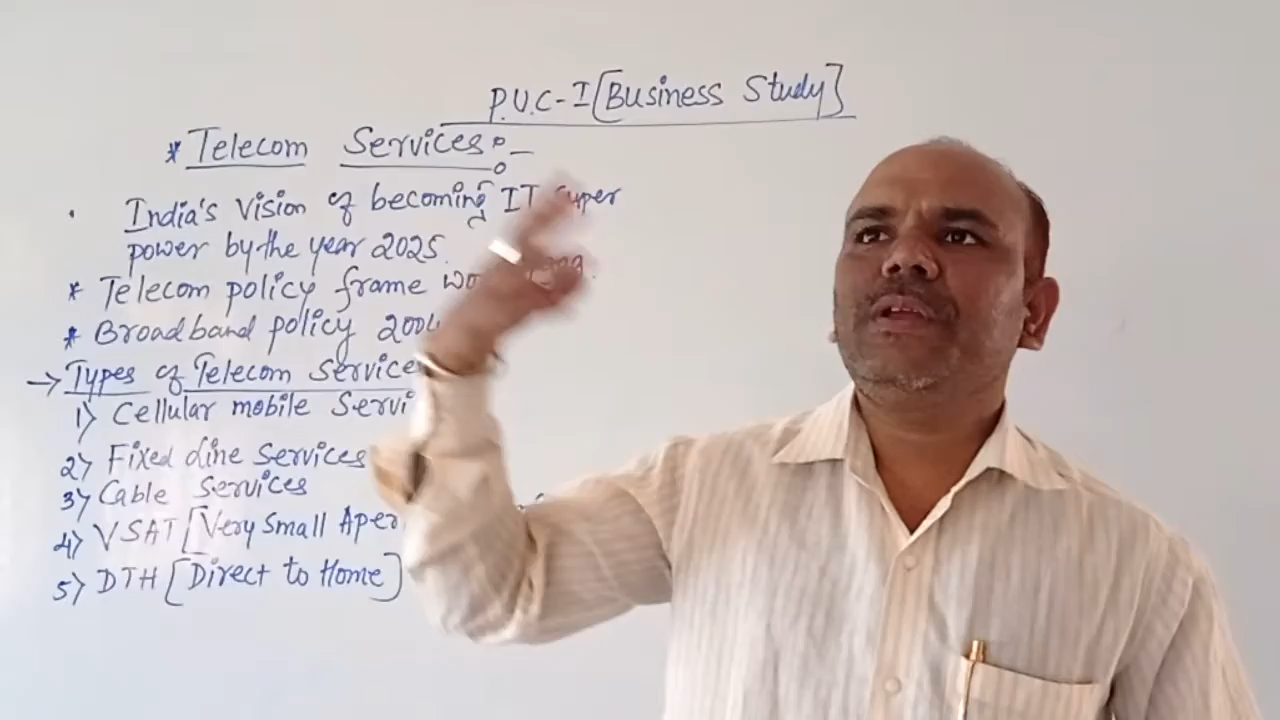 P.U.C-I [Business Study]
* Telecom Services:-
· India's Vision of becoming IT Super
power by the year 2025.
* Telecom policy frame
* Broadband policy
→ Types of Telecom Service
1) Cellular mobile Servi
2) Fixed Line Services
3) Cable Services
4) VSAT [Very Small Aper
5) DTH [Direct to Home]